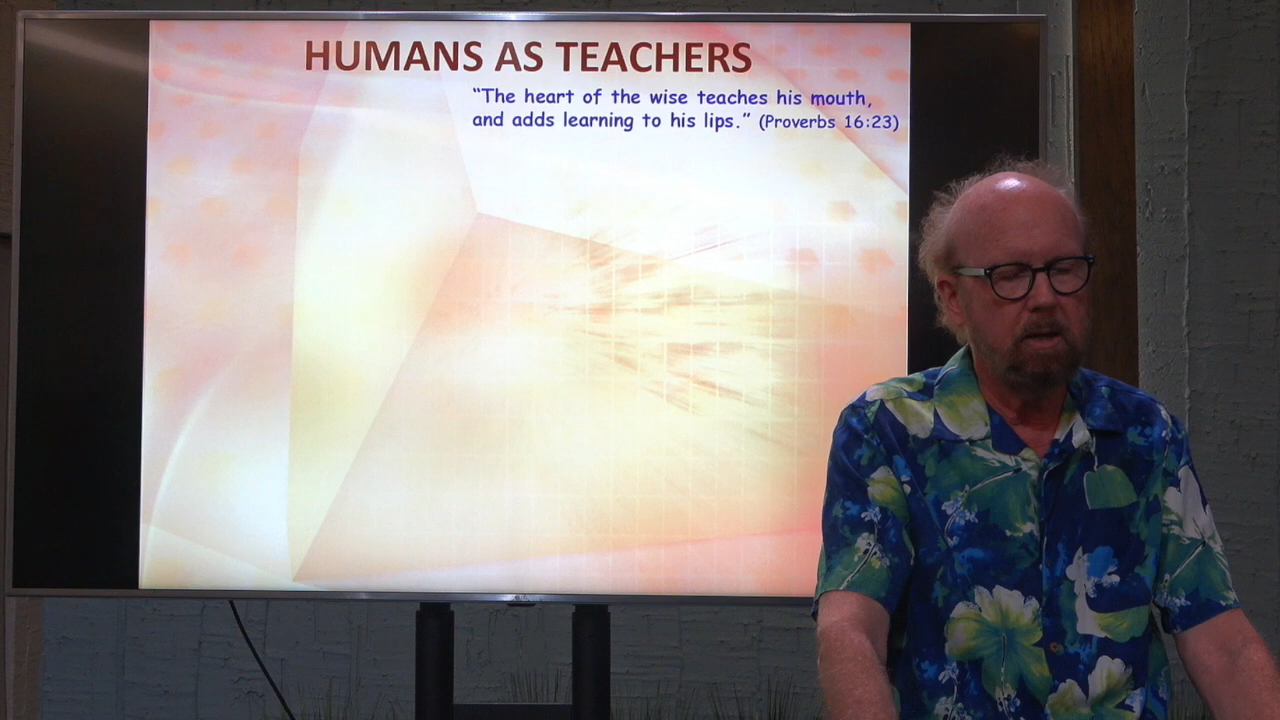 HUMANS AS TEACHERS
“The heart of the wise teaches his mouth,
and adds learning to his lips.” (Proverbs 16:23)